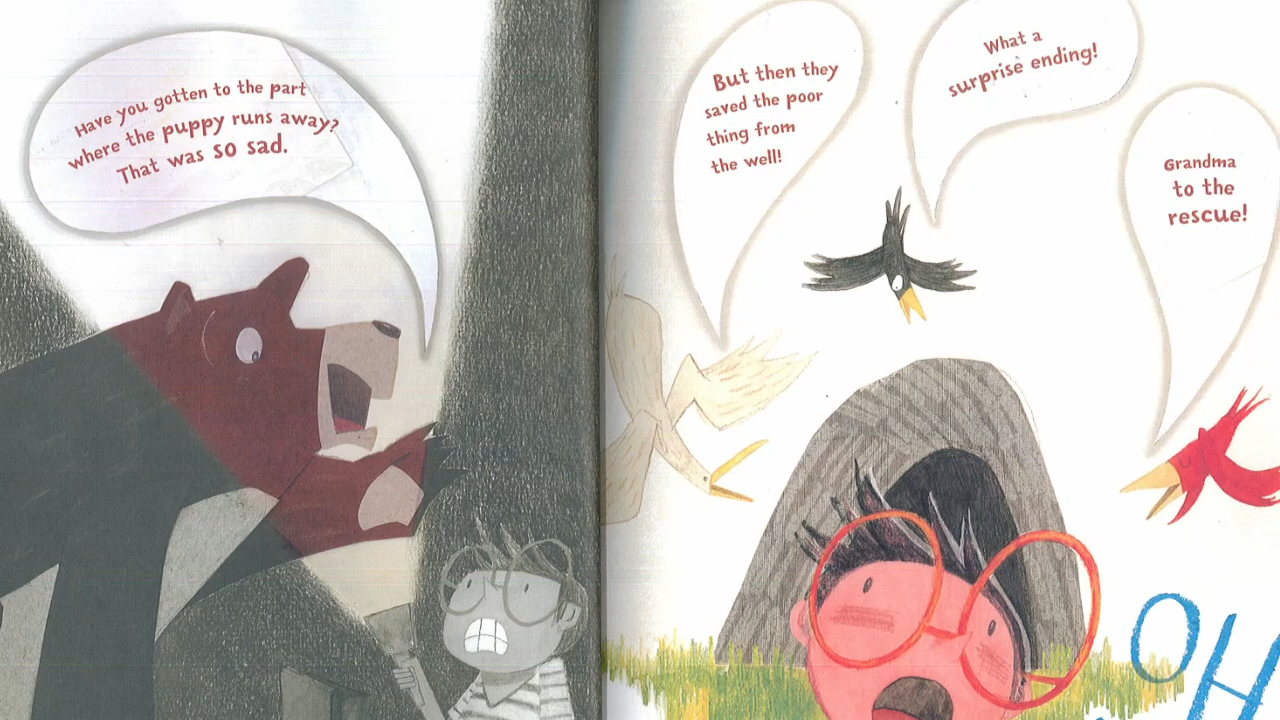 Have you gotten to the part
where the puppy runs away?
That was so sad.
But then they
saved the poor
thing from
the well!
What a
surprise ending!
Grandma
to the
rescue!
OH